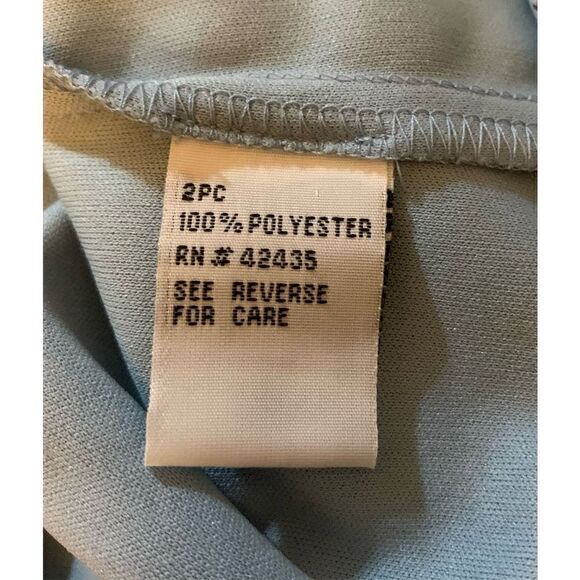 2PC
100% POLYESTER
RN # 42435
SEE REVERSE
FOR CARE